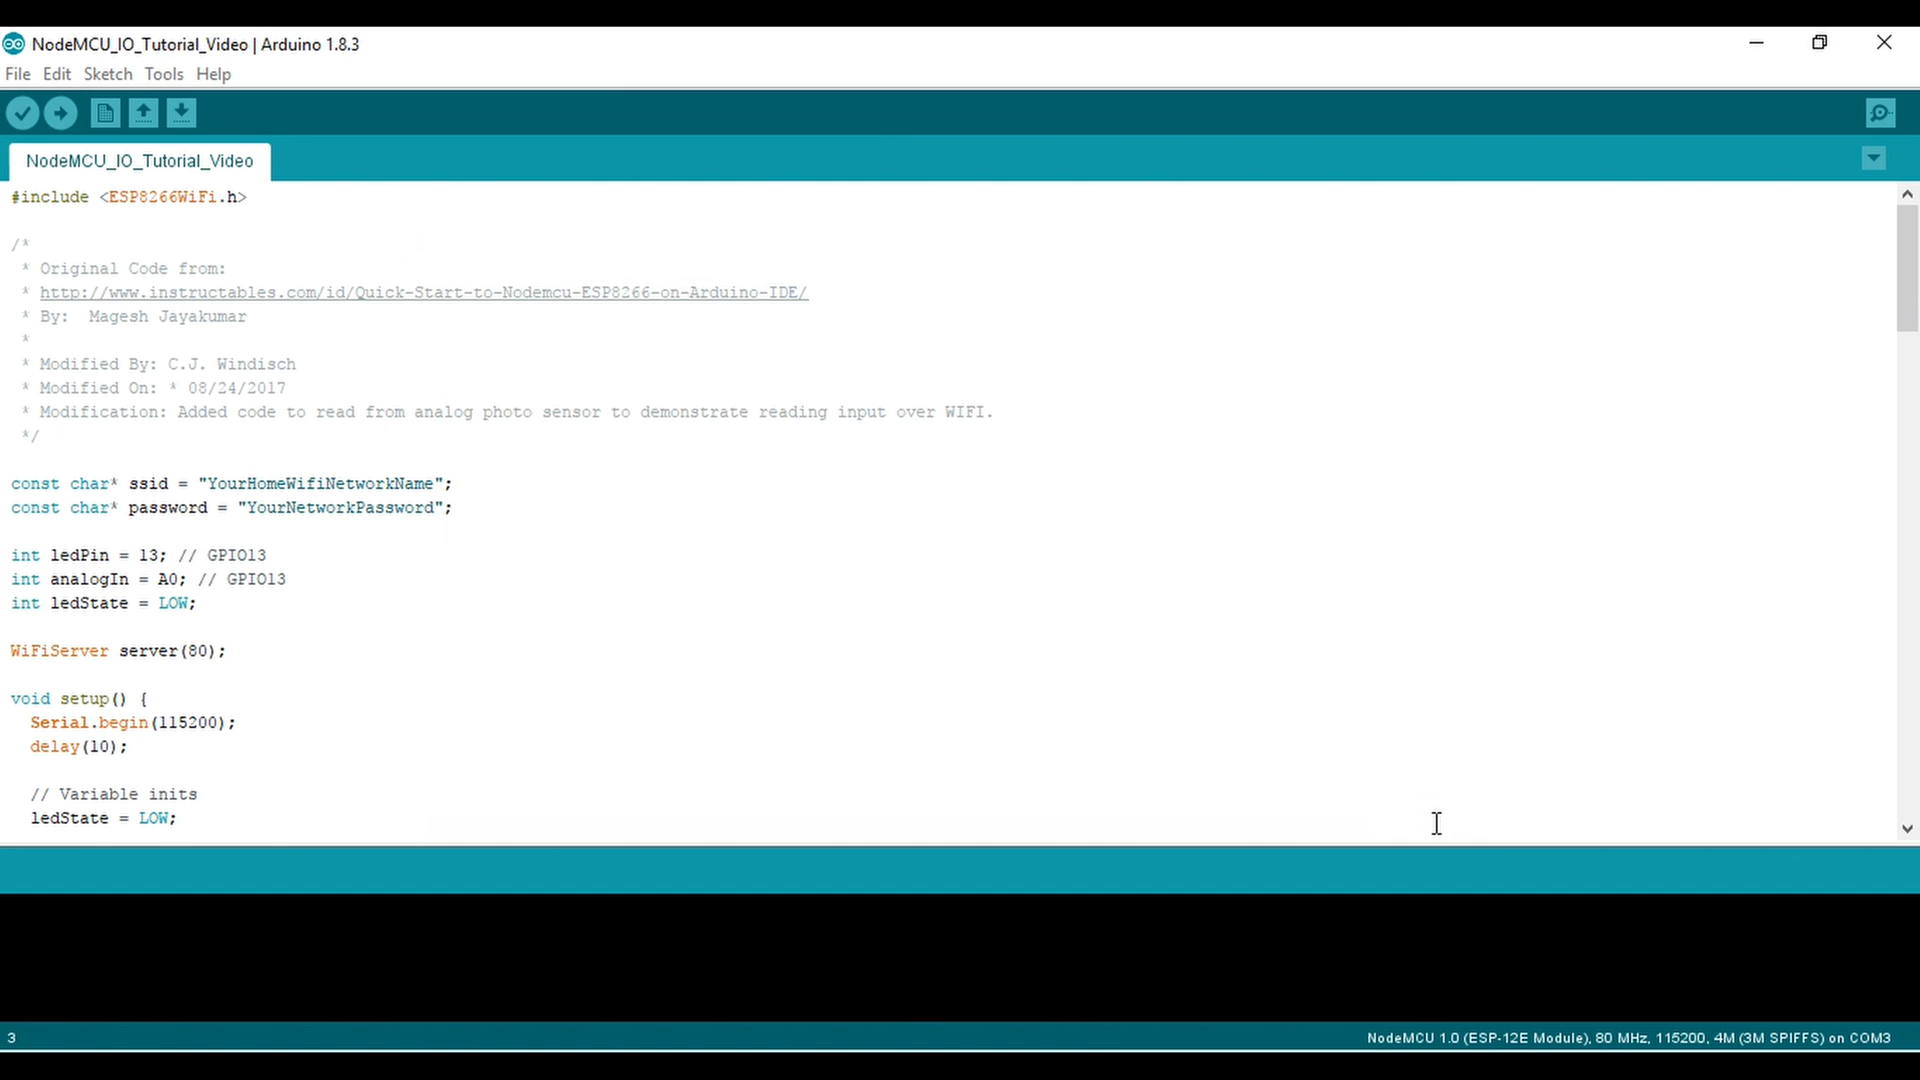 NodeMCU_IO_Tutorial_Video | Arduino 1.8.3
File Edit Sketch Tools Help
NodeMCU_IO_Tutorial_Video
#include <ESP8266WiFi.h>
/*
* Original Code from:
* http://www.instructables.com/id/Quick-Start-to-Nodemcu-ESP8266-on-Arduino-IDE/
* By:  Magesh Jayakumar
*
* Modified By: C.J. Windisch
* Modified On: * 08/24/2017
* Modification: Added code to read from analog photo sensor to demonstrate reading input over WIFI.
*/
const char* ssid = "YourHomeWifiNetworkName";
const char* password = "YourNetworkPassword";
int ledPin = 13; // GPIO13
int analogIn = A0; // GPIO13
int ledState = LOW;
WiFiServer server(80);
void setup() {
Serial.begin(115200);
delay(10);
// Variable inits
ledState = LOW;
3
NodeMCU 1.0 (ESP-12E Module), 80 MHz, 115200, 4M (3M SPIFFS) on COM3